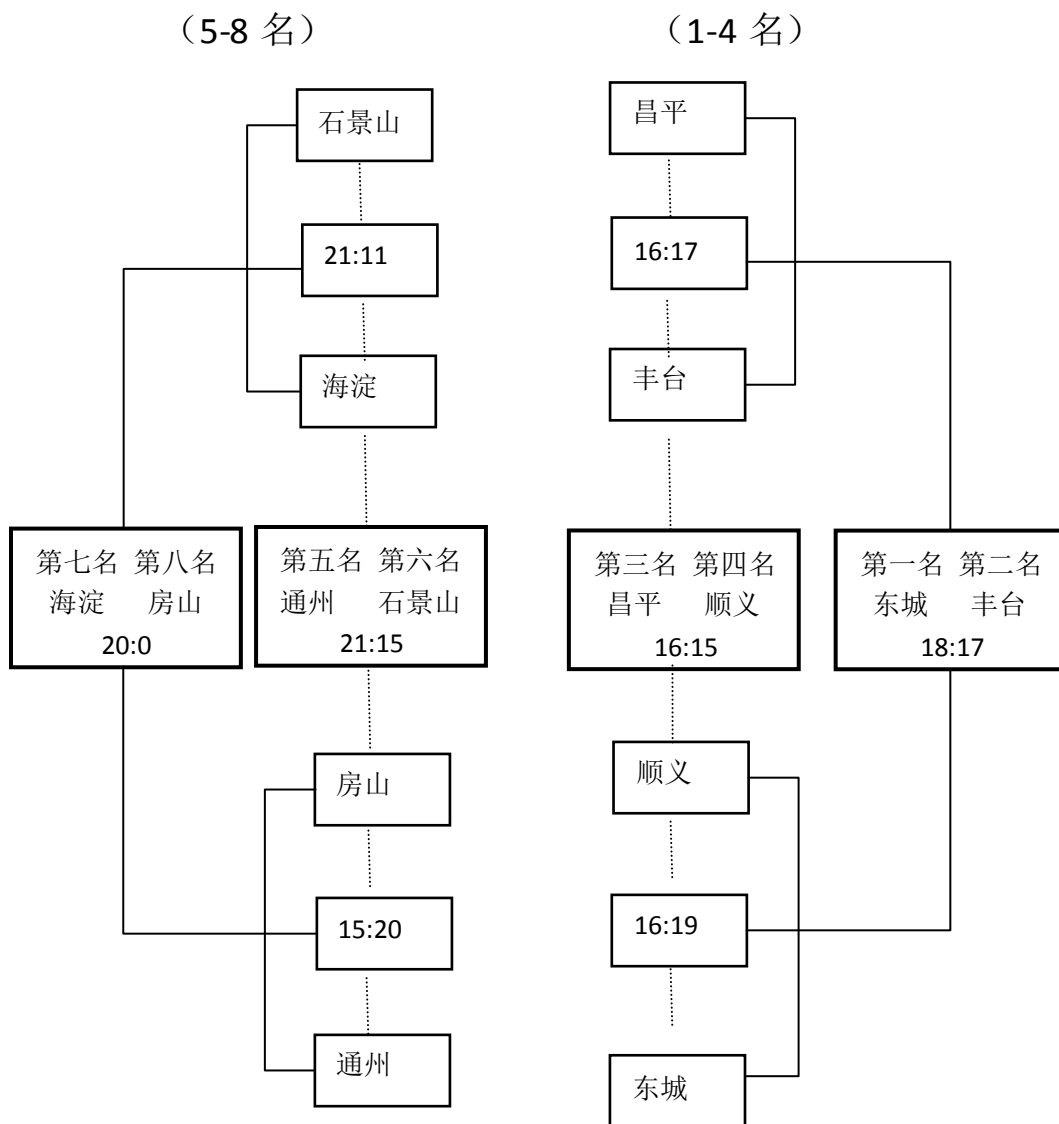 （5-8 名）
（1-4 名）
石景山
昌平
21:11
16:17
海淀
丰台
第七名 第八名
海淀 房山
20:0
第五名 第六名
通州 石景山
21:15
第三名 第四名
昌平 顺义
16:15
第一名 第二名
东城 丰台
18:17
房山
顺义
15:20
16:19
通州
东城